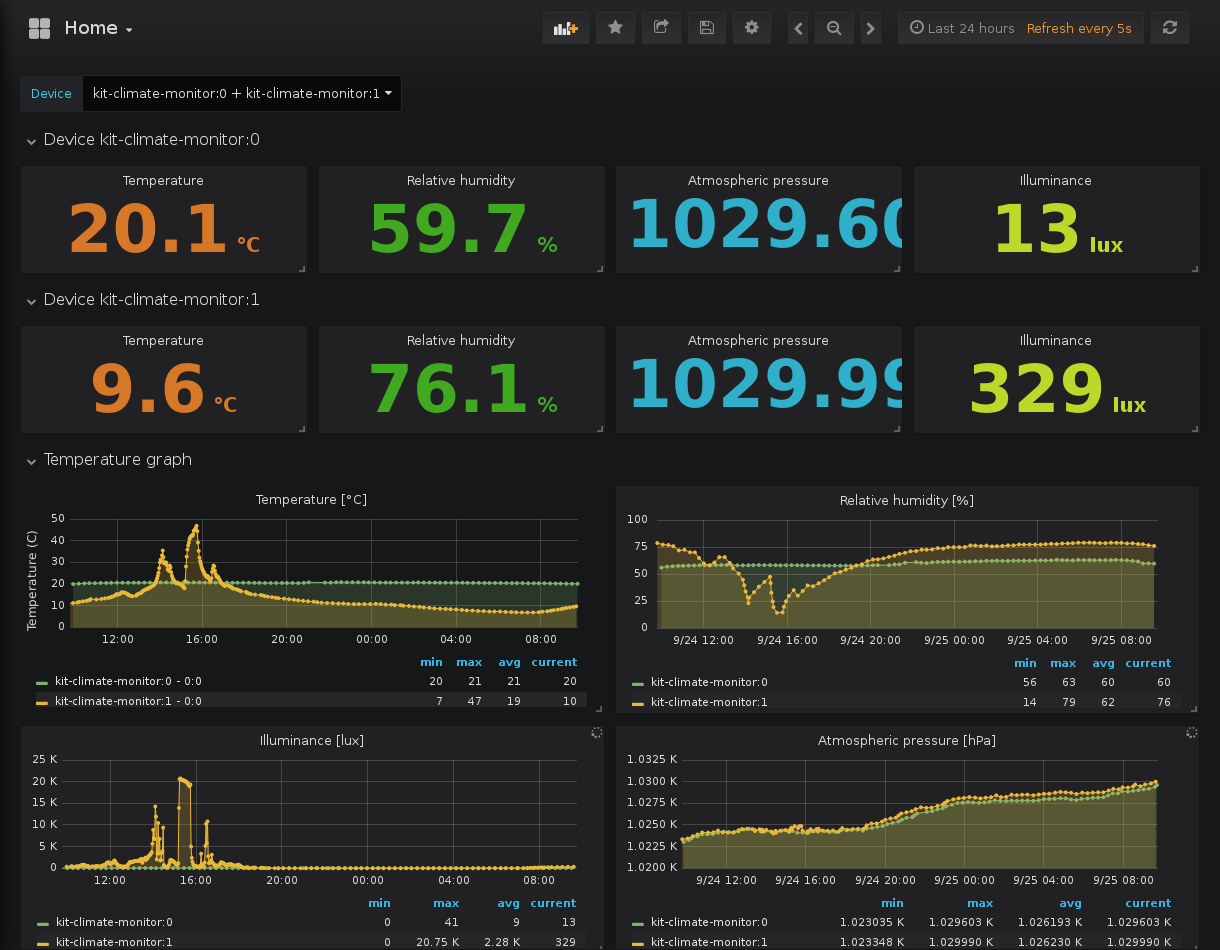 Home
Last 24 hours Refresh every 5s
Device kit-climate-monitor:0 + kit-climate-monitor:1
Device kit-climate-monitor:0
Temperature Relative humidity Atmospheric pressure Illuminance
20.1 °C 59.7 % 1029.60 13 lux
Device kit-climate-monitor:1
Temperature Relative humidity Atmospheric pressure Illuminance
9.6 °C 76.1 % 1029.99 329 lux
Temperature graph
Temperature [°C]
Temperature (C)
50
40
30
20
10
0
12:00 16:00 20:00 00:00 04:00 08:00
min max avg current
kit-climate-monitor:0 - 0:0 20 21 21 20
kit-climate-monitor:1 - 0:0 7 47 19 10
Relative humidity [%]
100
75
50
25
0
9/24 12:00 9/24 16:00 9/24 20:00 9/25 00:00 9/25 04:00 9/25 08:00
min max avg current
kit-climate-monitor:0 56 63 60 60
kit-climate-monitor:1 14 79 62 76
Illuminance [lux]
25 K
20 K
15 K
10 K
5 K
0
12:00 16:00 20:00 00:00 04:00 08:00
min max avg current
kit-climate-monitor:0 0 41 9 13
kit-climate-monitor:1 0 20.75 K 2.28 K 329
Atmospheric pressure [hPa]
1.0325 K
1.0300 K
1.0275 K
1.0250 K
1.0225 K
1.0200 K
9/24 12:00 9/24 16:00 9/24 20:00 9/25 00:00 9/25 04:00 9/25 08:00
min max avg current
kit-climate-monitor:0 1.023035 K 1.029603 K 1.026193 K 1.029603 K
kit-climate-monitor:1 1.023348 K 1.029990 K 1.026230 K 1.029990 K